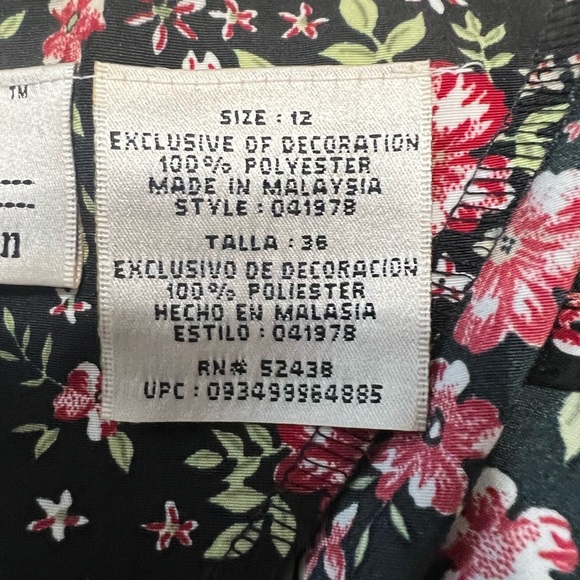 TM
n
SIZE : 12
EXCLUSIVE OF DECORATION
100% POLYESTER
MADE IN MALAYSIA
STYLE : 041978
TALLA : 36
EXCLUSIVO DE DECORACION
100% POLIESTER
HECHO EN MALASIA
ESTILO : 041978
RN# 52438
UPC : 093499964885